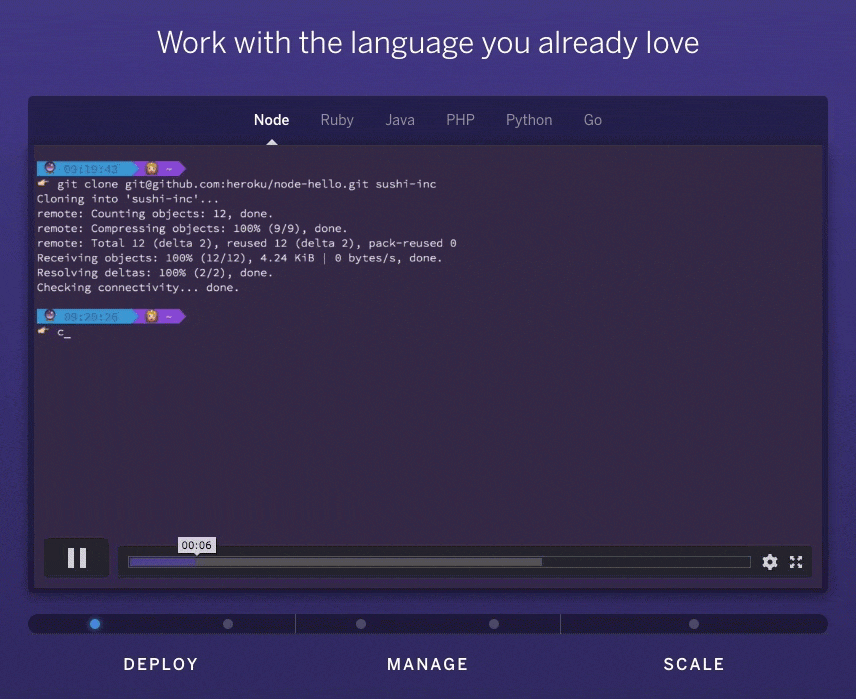 Work with the language you already love
Node Ruby Java PHP Python Go
09:19:43 ~
git clone git@github.com:heroku/node-hello.git sushi-inc
Cloning into 'sushi-inc'...
remote: Counting objects: 12, done.
remote: Compressing objects: 100% (9/9), done.
remote: Total 12 (delta 2), reused 12 (delta 2), pack-reused 0
Receiving objects: 100% (12/12), 4.24 KiB | 0 bytes/s, done.
Resolving deltas: 100% (2/2), done.
Checking connectivity... done.
~
c_
00:06
DEPLOY MANAGE SCALE